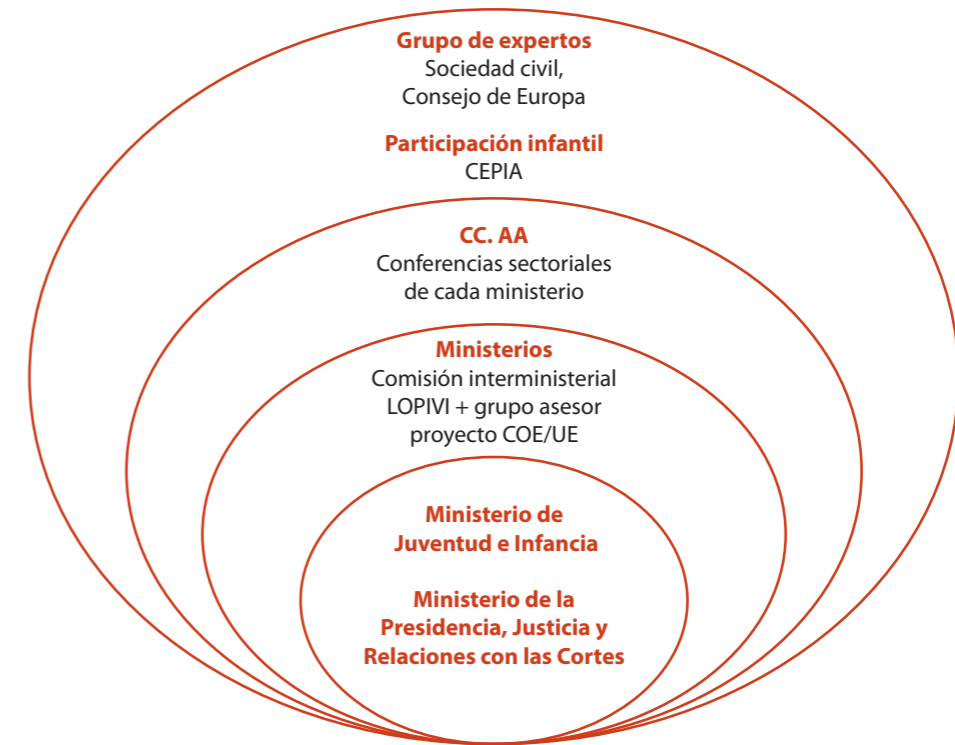 Grupo de expertos
Sociedad civil,
Consejo de Europa
Participación infantil
CEPIA
CC. AA
Conferencias sectoriales
de cada ministerio
Ministerios
Comisión interministerial
LOPIVI + grupo asesor
proyecto COE/UE
Ministerio de
Juventud e Infancia
Ministerio de la
Presidencia, Justicia y
Relaciones con las Cortes